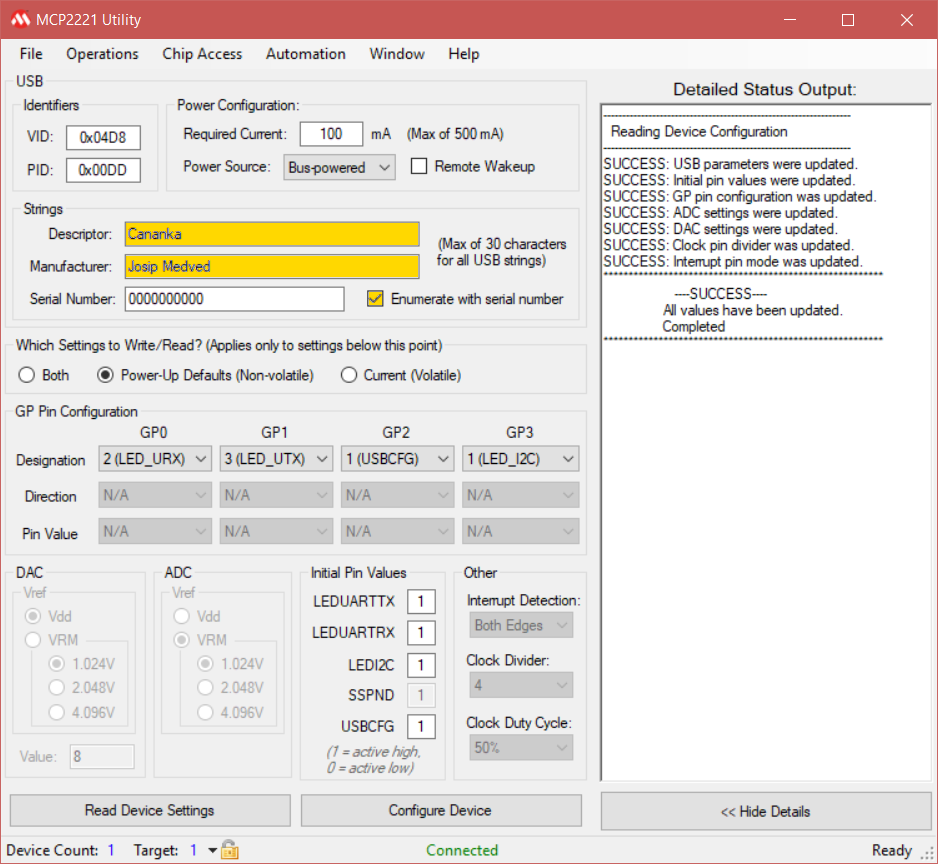 MCP2221 Utility
File Operations Chip Access Automation Window Help
USB
Identifiers
VID: 0x04D8
PID: 0x00DD
Power Configuration:
Required Current: 100 mA (Max of 500 mA)
Power Source: Bus-powered Remote Wakeup
Strings
Descriptor: Cananka
Manufacturer: Josip Medved
(Max of 30 characters
for all USB strings)
Serial Number: 0000000000 Enumerate with serial number
Which Settings to Write/Read? (Applies only to settings below this point)
Both Power-Up Defaults (Non-volatile) Current (Volatile)
GP Pin Configuration
GP0 GP1 GP2 GP3
Designation 2 (LED_URX) 3 (LED_UTX) 1 (USBCFG) 1 (LED_I2C)
Direction N/A N/A N/A N/A
Pin Value N/A N/A N/A N/A
DAC
Vref
Vdd
VRM
1.024V
2.048V
4.096V
Value: 8
ADC
Vref
Vdd
VRM
1.024V
2.048V
4.096V
Initial Pin Values
LEDUARTTX 1
LEDUARTRX 1
LEDI2C 1
SSPND 1
USBCFG 1
(1 = active high,
0 = active low)
Other
Interrupt Detection:
Both Edges
Clock Divider:
4
Clock Duty Cycle:
50%
Read Device Settings Configure Device
Detailed Status Output:
Reading Device Configuration
SUCCESS: USB parameters were updated.
SUCCESS: Initial pin values were updated.
SUCCESS: GP pin configuration was updated.
SUCCESS: ADC settings were updated.
SUCCESS: DAC settings were updated.
SUCCESS: Clock pin divider was updated.
SUCCESS: Interrupt pin mode was updated.
----SUCCESS----
All values have been updated.
Completed
<< Hide Details
Device Count: 1 Target: 1 Connected Ready